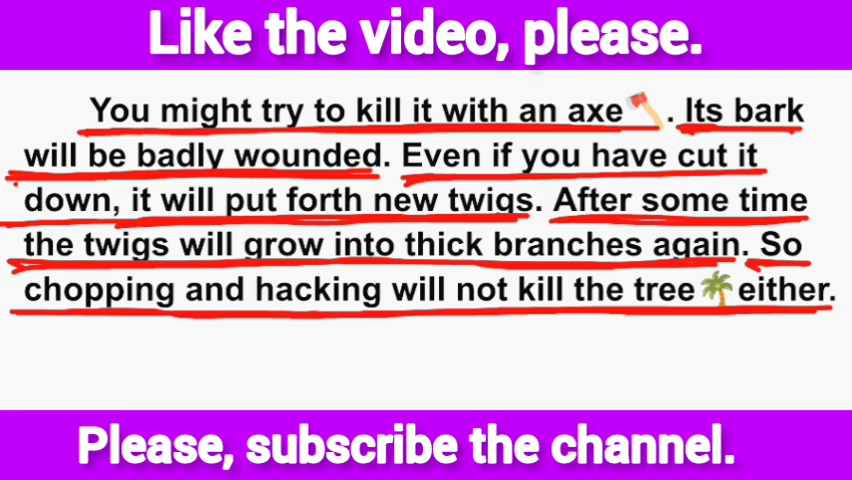 Like the video, please.
You might try to kill it with an axe🪓. Its bark
will be badly wounded. Even if you have cut it
down, it will put forth new twigs. After some time
the twigs will grow into thick branches again. So
chopping and hacking will not kill the tree🌴either.
Please, subscribe the channel.